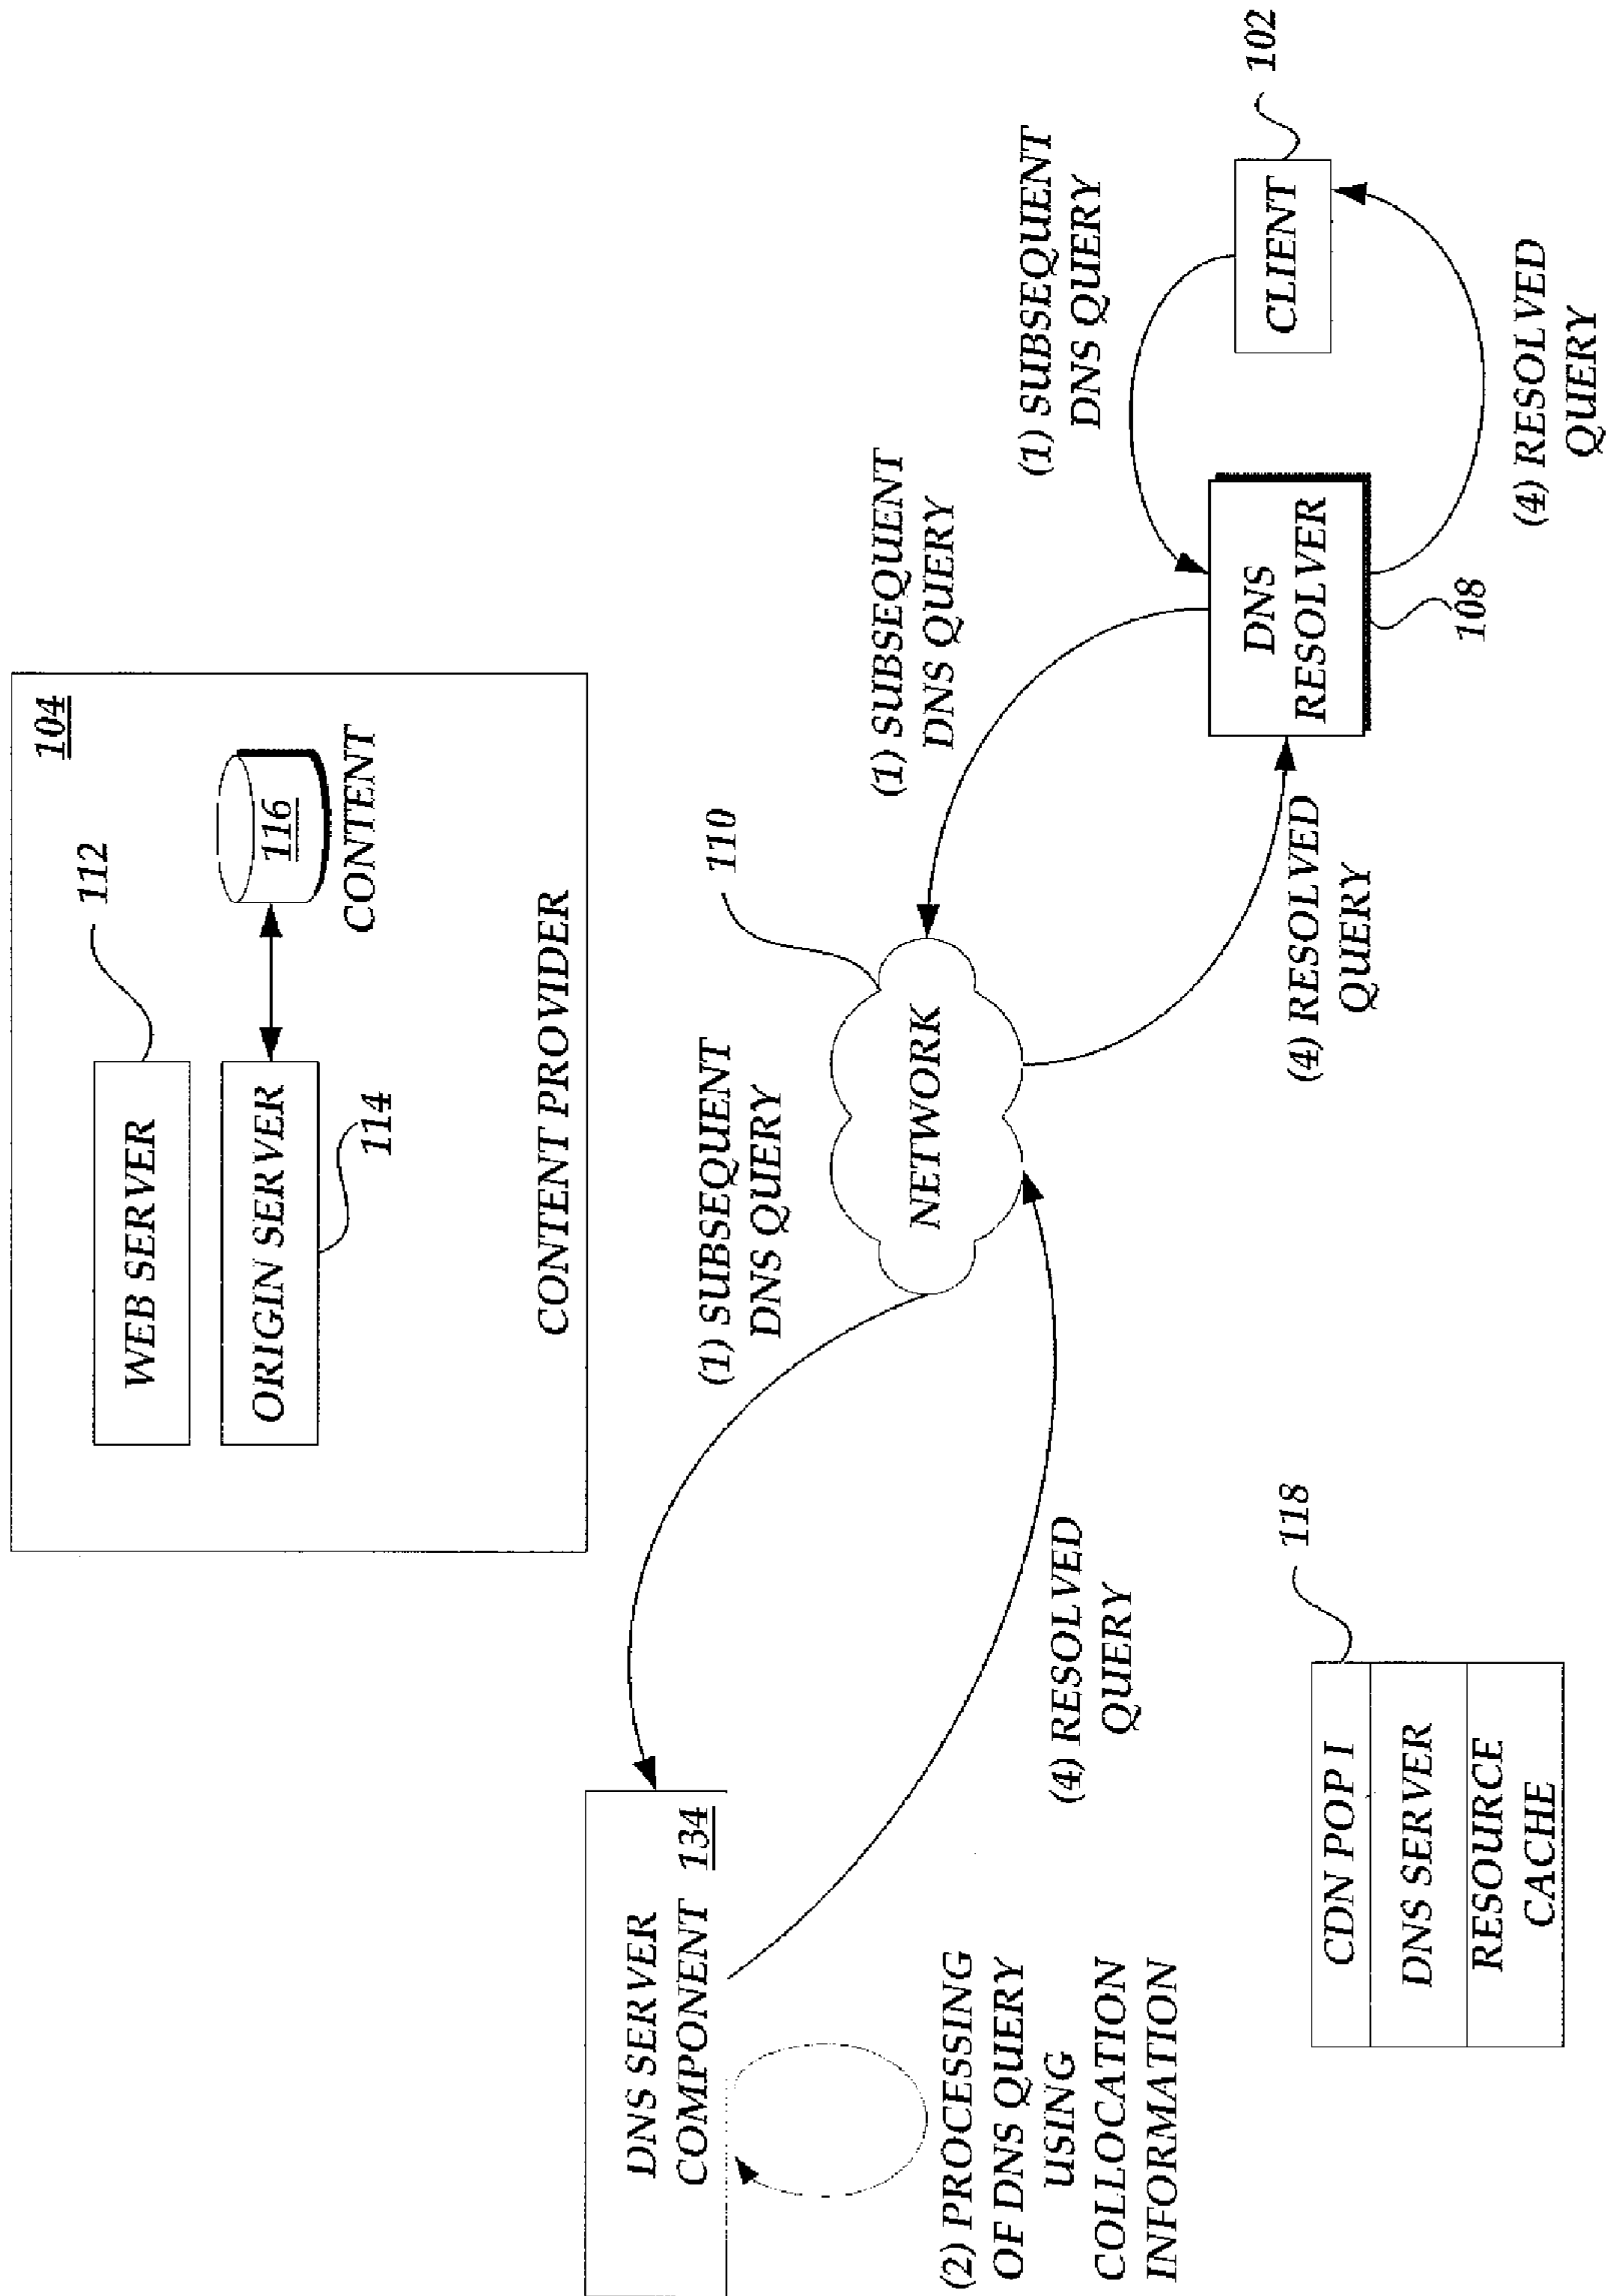 104
WEB SERVER
112
ORIGIN SERVER
114
116
CONTENT
CONTENT PROVIDER
DNS SERVER
COMPONENT 134
(1) SUBSEQUENT
DNS QUERY
110
NETWORK
(1) SUBSEQUENT
DNS QUERY
(1) SUBSEQUENT
DNS QUERY
102
CLIENT
DNS
RESOLVER
108
(2) PROCESSING
OF DNS QUERY
USING
COLLOCATION
INFORMATION
(4) RESOLVED
QUERY
(4) RESOLVED
QUERY
(4) RESOLVED
QUERY
118
CDN POP I
DNS SERVER
RESOURCE
CACHE